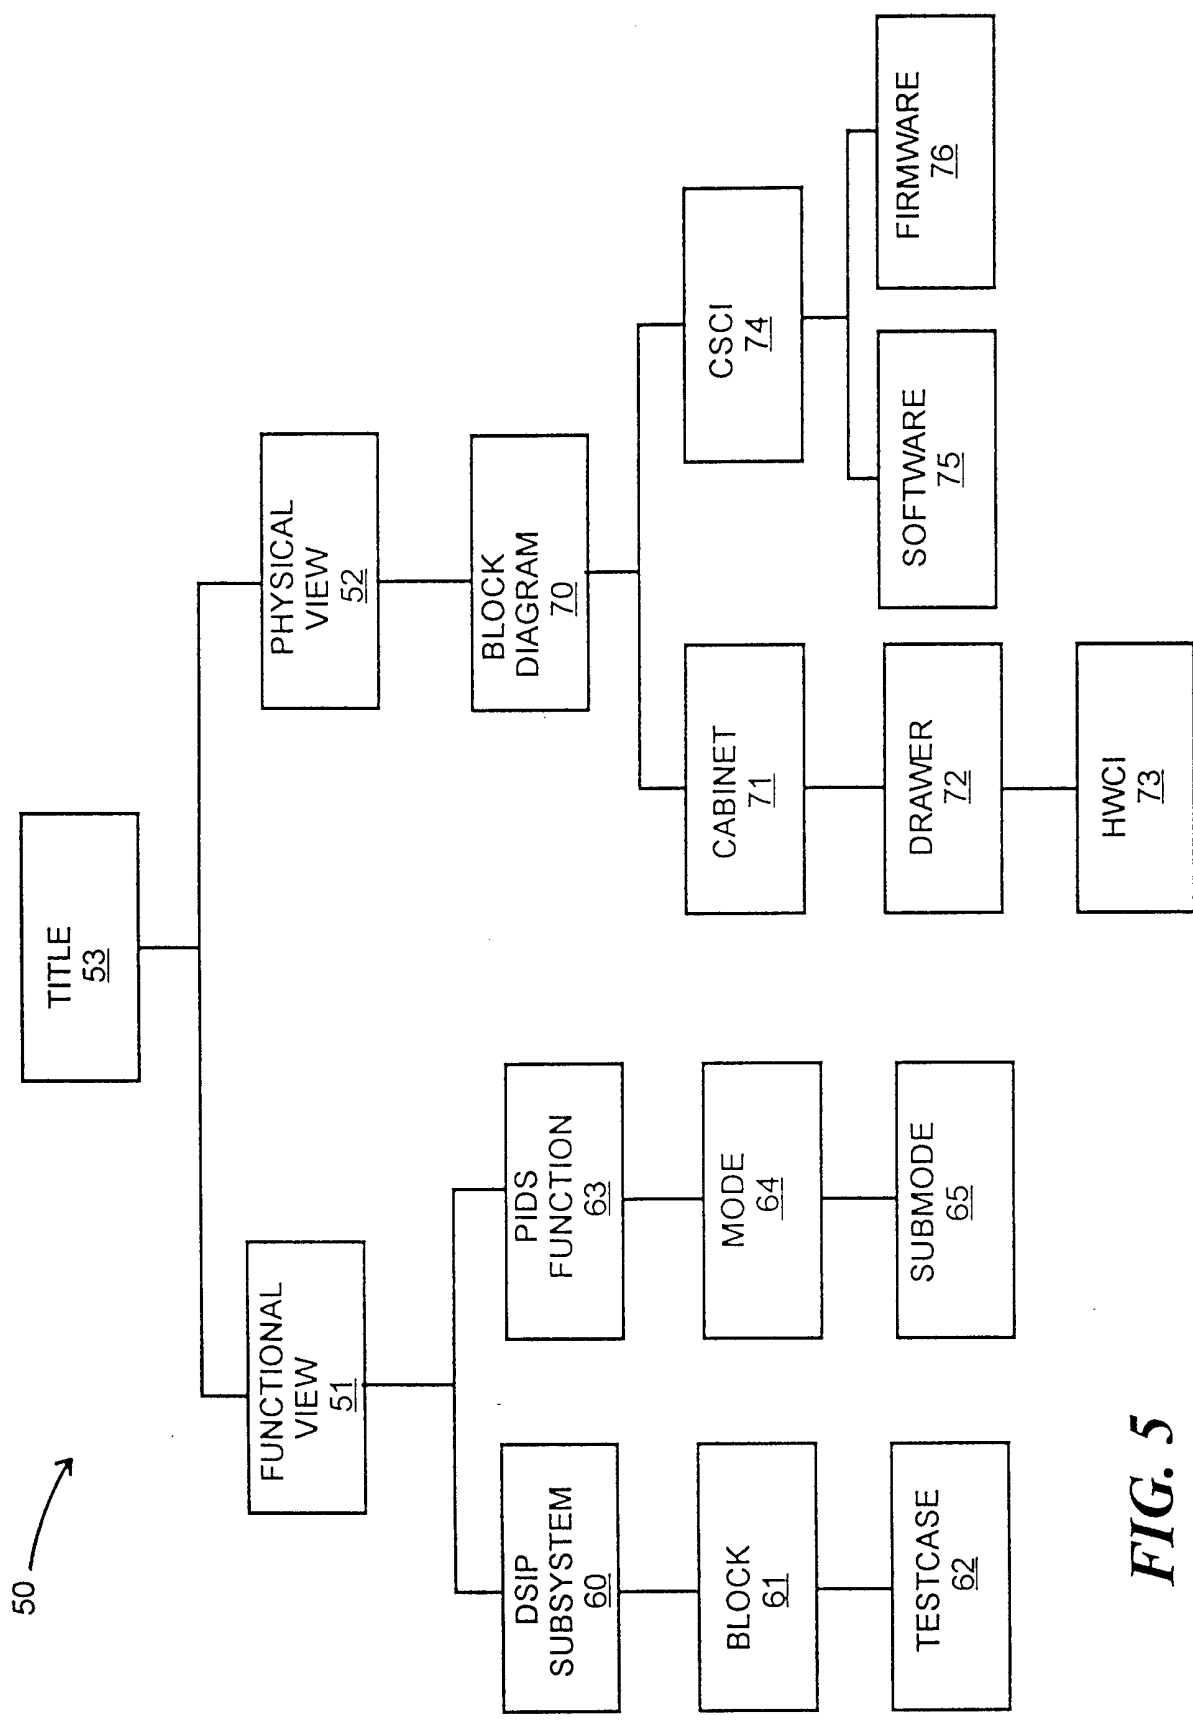 50
TITLE
53
FUNCTIONAL
VIEW
51
PHYSICAL
VIEW
52
DSIP
SUBSYSTEM
60
PIDS
FUNCTION
63
BLOCK
DIAGRAM
70
BLOCK
61
MODE
64
CABINET
71
CSCI
74
TESTCASE
62
SUBMODE
65
DRAWER
72
SOFTWARE
75
FIRMWARE
76
HWCI
73
FIG. 5